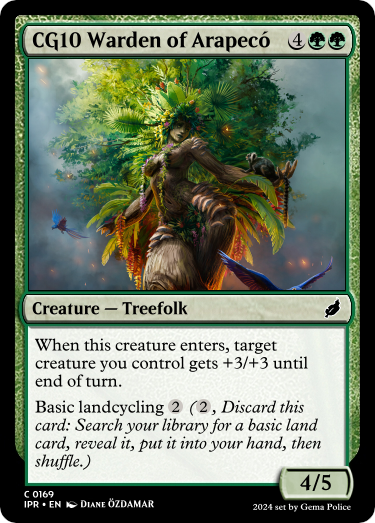 CG10 Warden of Arapecó 4
Creature — Treefolk
When this creature enters, target
creature you control gets +3/+3 until
end of turn.
Basic landcycling 2 (2, Discard this
card: Search your library for a basic land
card, reveal it, put it into your hand, then
shuffle.)
4/5
C 0169
IPR • EN Diane ÖZDAMAR
2024 set by Gema Police